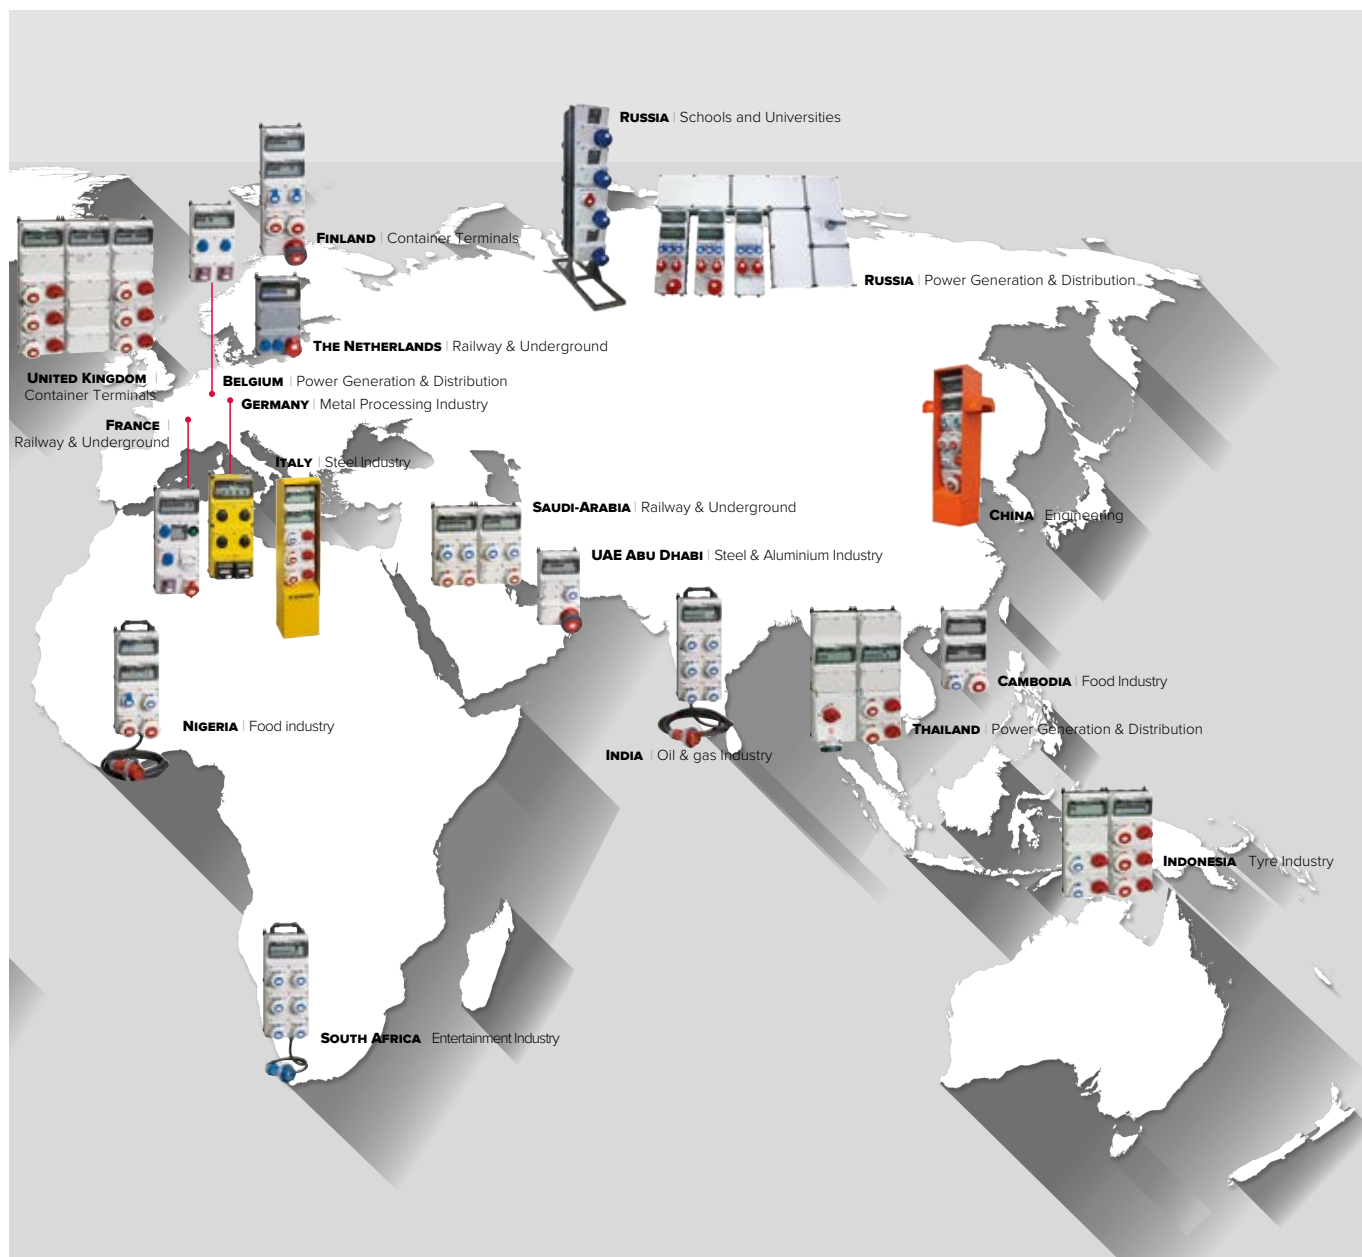 RUSSIA | Schools and Universities
FINLAND | Container Terminals
RUSSIA | Power Generation & Distribution
THE NETHERLANDS | Railway & Underground
UNITED KINGDOM |
Container Terminals
BELGIUM | Power Generation & Distribution
GERMANY | Metal Processing Industry
FRANCE |
Railway & Underground
ITALY | Steel Industry
SAUDI-ARABIA | Railway & Underground
CHINA Engineering
UAE ABU DHABI | Steel & Aluminium Industry
CAMBODIA | Food Industry
NIGERIA | Food industry
THAILAND | Power Generation & Distribution
INDIA | Oil & gas Industry
INDONESIA Tyre Industry
SOUTH AFRICA Entertainment Industry